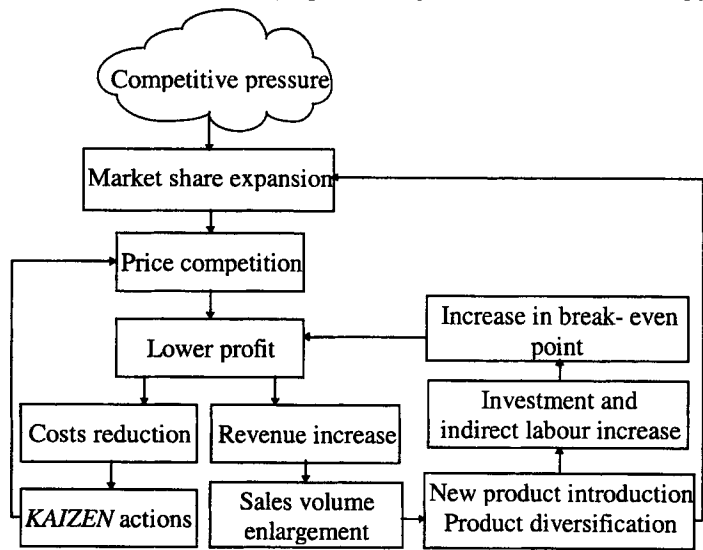 Competitive pressure
Market share expansion
Price competition
Lower profit
Increase in break- even
point
Costs reduction
Revenue increase
Investment and
indirect labour increase
KAIZEN actions
Sales volume
enlargement
New product introduction
Product diversification